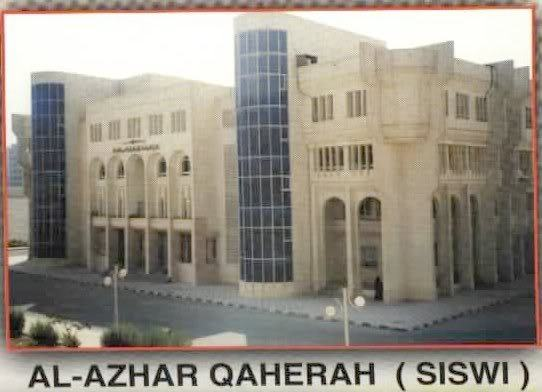 AL-AZHAR QAHERAH ( SISWI )